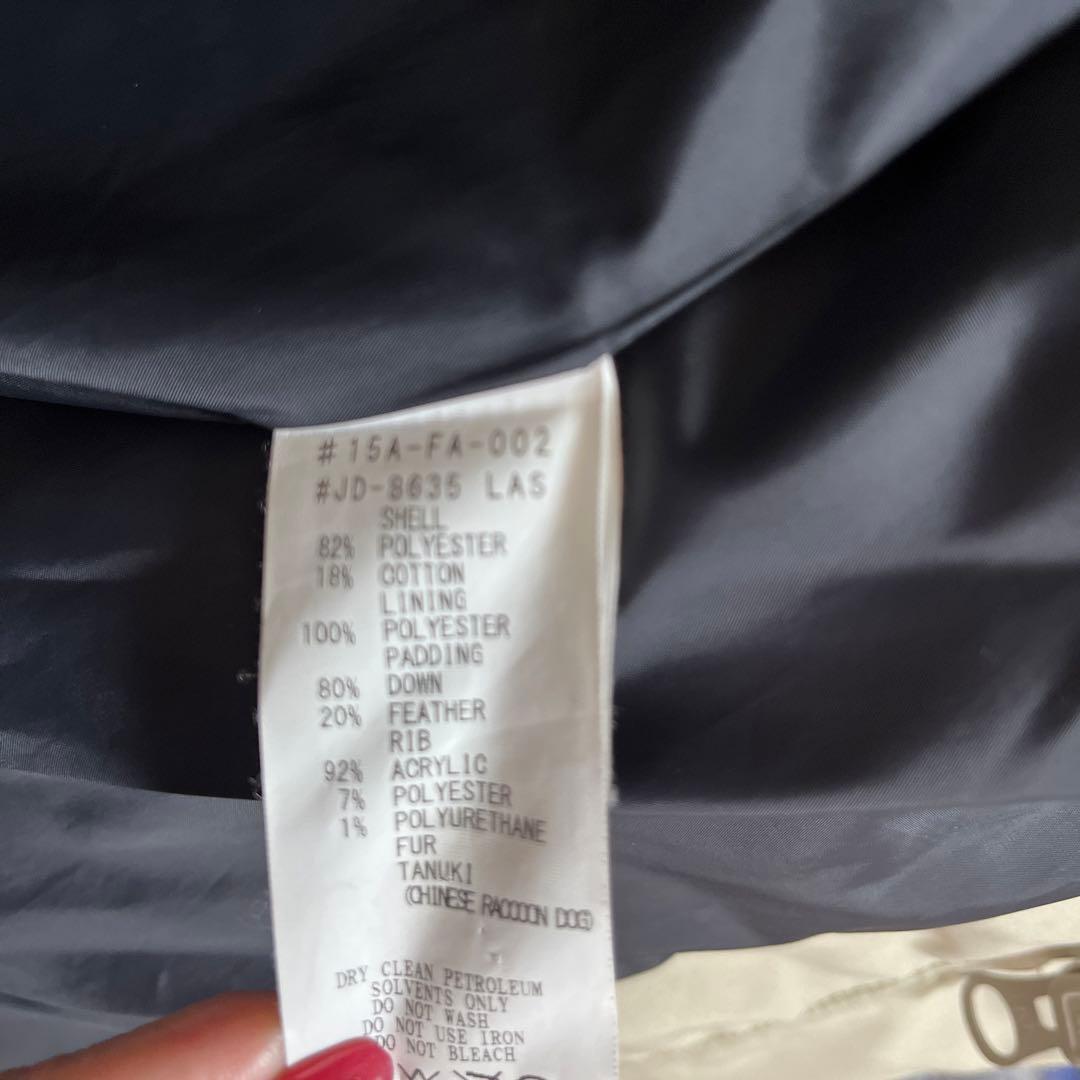 #15A-FA-002
#JD-8635 LAS
SHELL
82% POLYESTER
18% COTTON
LINING
100% POLYESTER
PADDING
80% DOWN
20% FEATHER
RIB
92% ACRYLIC
7% POLYESTER
1% POLYURETHANE
FUR
TANUKI
(CHINESE RACCOON DOG)
DRY CLEAN PETROLEUM
SOLVENTS ONLY
DO NOT WASH
DO NOT USE IRON
DO NOT BLEACH